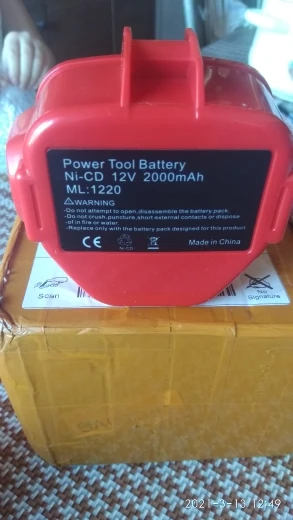 Power Tool Battery
Ni-CD 12V 2000mAh
ML:1220
WARNING
-Do not attempt to open,disassemble the battery pack
-Do not crush,puncture,short external contacts or dispose
-of in fire or water.
-Replace only with the battery pack designed for this product
CE Ni-CD Made in China
Scan
No
Signature
2021-3-13 12:49